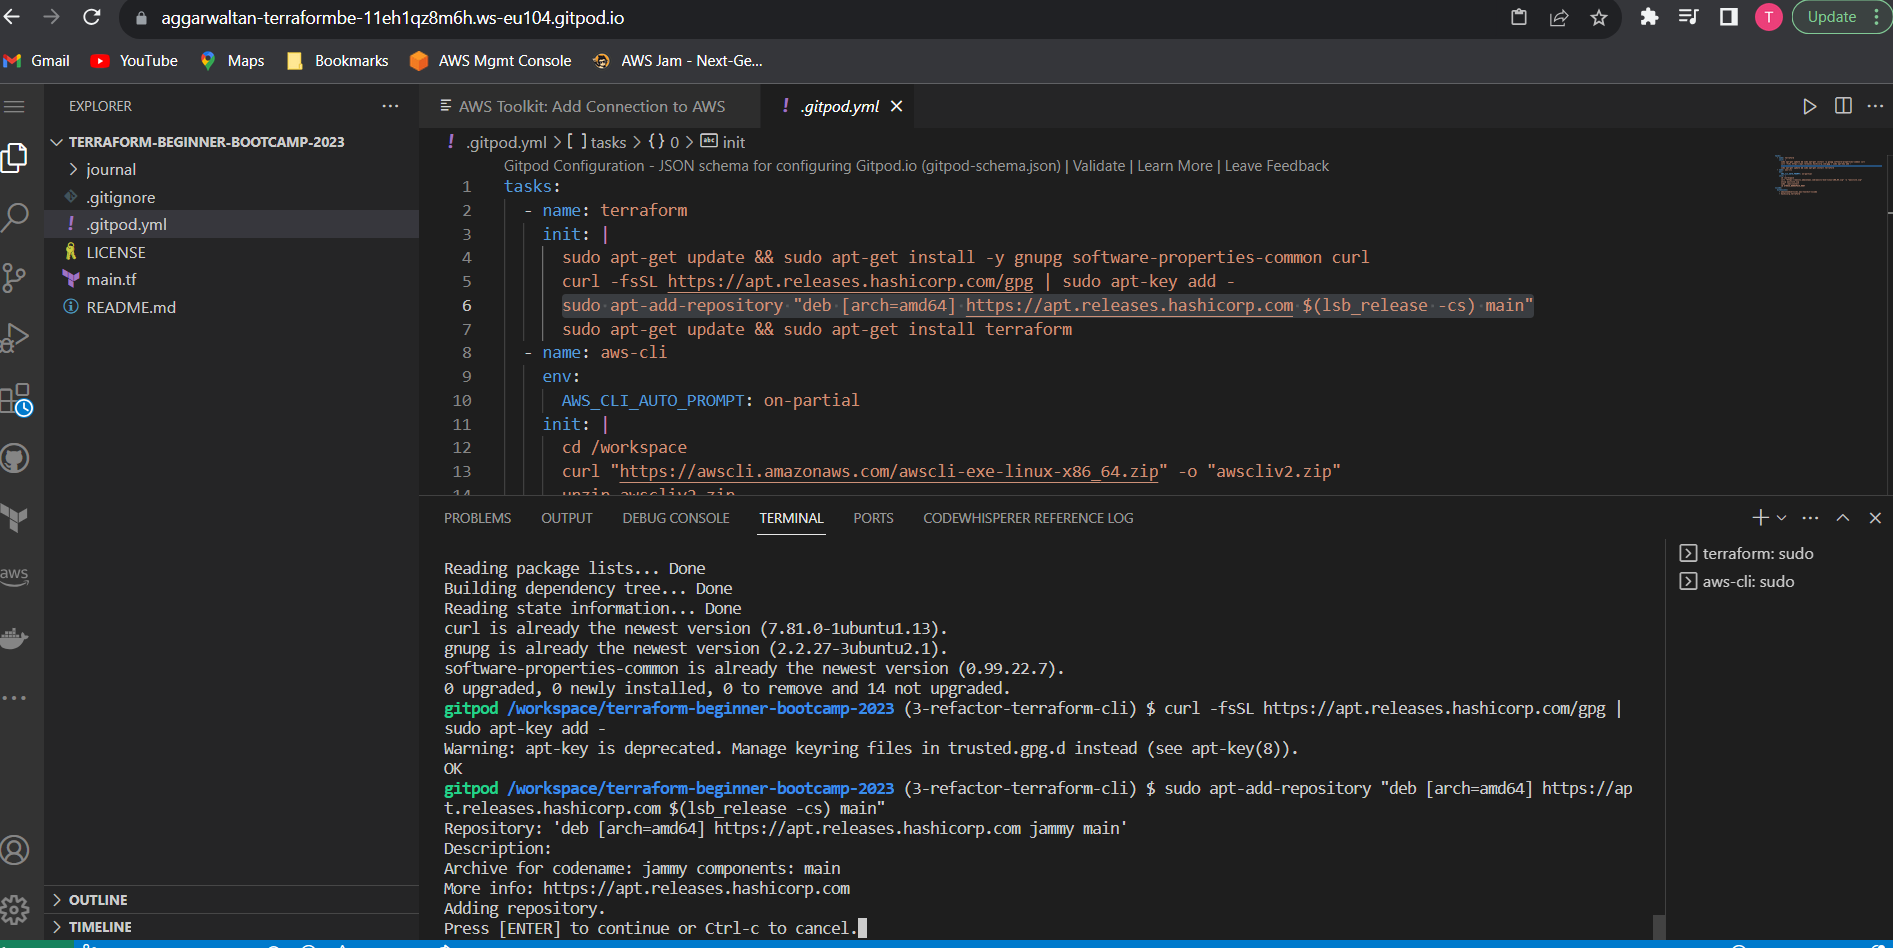 aggarwaltan-terraformbe-11eh1qz8m6h.ws-eu104.gitpod.io
T
Update
Gmail
YouTube
Maps
Bookmarks
AWS Mgmt Console
AWS Jam - Next-Ge...
EXPLORER
TERRAFORM-BEGINNER-BOOTCAMP-2023
journal
.gitignore
! .gitpod.yml
LICENSE
main.tf
README.md
OUTLINE
TIMELINE
aws
AWS Toolkit: Add Connection to AWS
! .gitpod.yml
! .gitpod.yml > [ ] tasks > {} 0 > abc init
Gitpod Configuration - JSON schema for configuring Gitpod.io (gitpod-schema.json) | Validate | Learn More | Leave Feedback
1 tasks:
2 - name: terraform
3 init: |
4 sudo apt-get update && sudo apt-get install -y gnupg software-properties-common curl
5 curl -fsSL https://apt.releases.hashicorp.com/gpg | sudo apt-key add -
6 sudo apt-add-repository "deb [arch=amd64] https://apt.releases.hashicorp.com $(lsb_release -cs) main"
7 sudo apt-get update && sudo apt-get install terraform
8 - name: aws-cli
9 env:
10 AWS_CLI_AUTO_PROMPT: on-partial
11 init: |
12 cd /workspace
13 curl "https://awscli.amazonaws.com/awscli-exe-linux-x86_64.zip" -o "awscliv2.zip"
14 unzip awscliv2.zip
PROBLEMS
OUTPUT
DEBUG CONSOLE
TERMINAL
PORTS
CODEWHISPERER REFERENCE LOG
terraform: sudo
aws-cli: sudo
Reading package lists... Done
Building dependency tree... Done
Reading state information... Done
curl is already the newest version (7.81.0-1ubuntu1.13).
gnupg is already the newest version (2.2.27-3ubuntu2.1).
software-properties-common is already the newest version (0.99.22.7).
0 upgraded, 0 newly installed, 0 to remove and 14 not upgraded.
gitpod /workspace/terraform-beginner-bootcamp-2023 (3-refactor-terraform-cli) $ curl -fsSL https://apt.releases.hashicorp.com/gpg |
sudo apt-key add -
Warning: apt-key is deprecated. Manage keyring files in trusted.gpg.d instead (see apt-key(8)).
OK
gitpod /workspace/terraform-beginner-bootcamp-2023 (3-refactor-terraform-cli) $ sudo apt-add-repository "deb [arch=amd64] https://ap
t.releases.hashicorp.com $(lsb_release -cs) main"
Repository: 'deb [arch=amd64] https://apt.releases.hashicorp.com jammy main'
Description:
Archive for codename: jammy components: main
More info: https://apt.releases.hashicorp.com
Adding repository.
Press [ENTER] to continue or Ctrl-c to cancel.